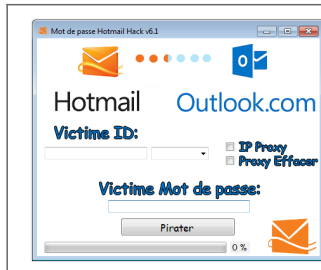 Mot de passe Hotmail Hack v6.1
Hotmail
Outlook.com
Victime ID:
IP Proxy
Proxy Effacer
Victime Mot de passe:
Pirater
0 %